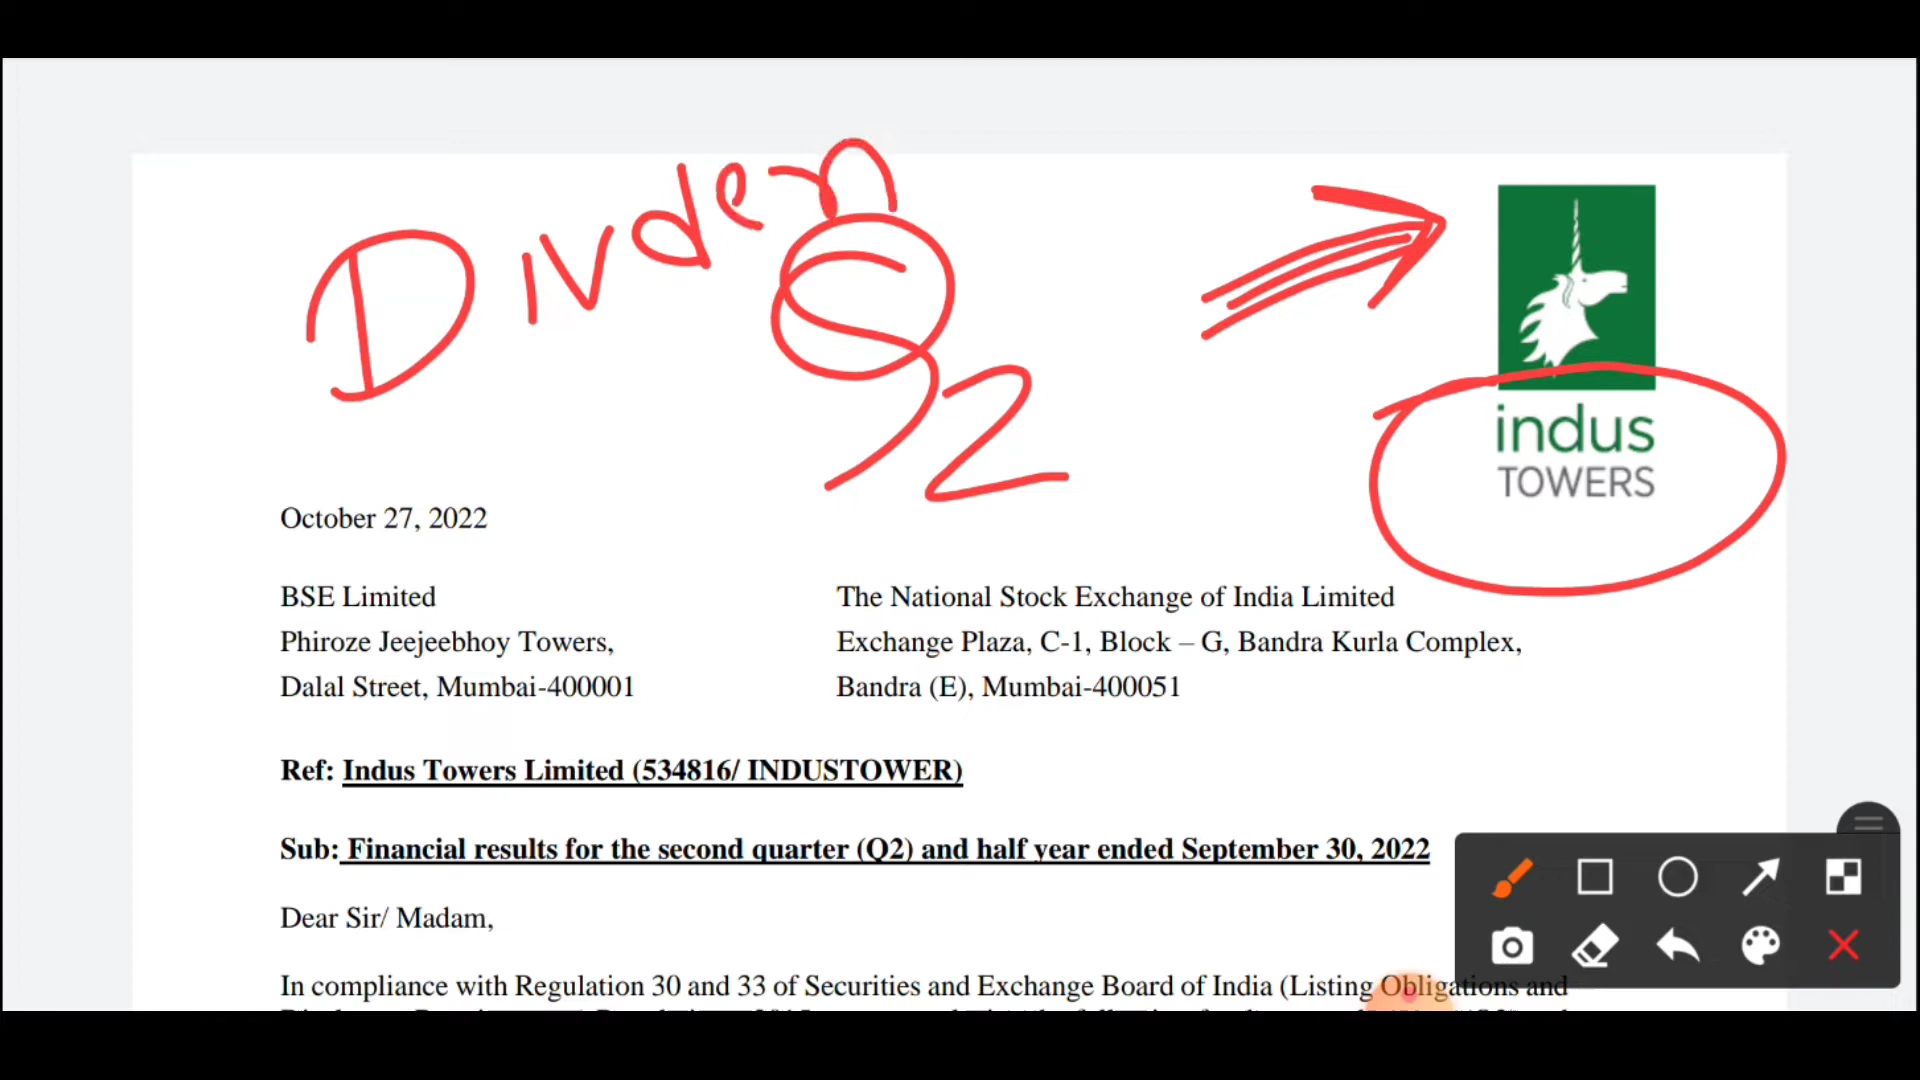 Dividen
Q2
indus
TOWERS
October 27, 2022
BSE Limited
Phiroze Jeejeebhoy Towers,
Dalal Street, Mumbai-400001
The National Stock Exchange of India Limited
Exchange Plaza, C-1, Block – G, Bandra Kurla Complex,
Bandra (E), Mumbai-400051
Ref: Indus Towers Limited (534816/ INDUSTOWER)
Sub: Financial results for the second quarter (Q2) and half year ended September 30, 2022
Dear Sir/ Madam,
In compliance with Regulation 30 and 33 of Securities and Exchange Board of India (Listing Obligations and